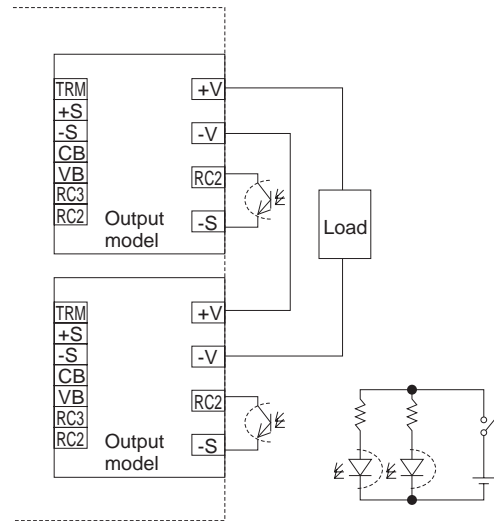 TRM
+S
-S
CB
VB
RC3
RC2
Output
model
+V
-V
RC2
-S
Load
TRM
+S
-S
CB
VB
RC3
RC2
Output
model
+V
-V
RC2
-S